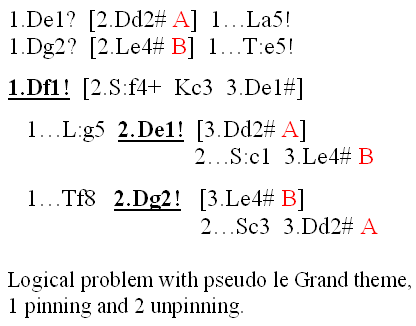 1.De1? [2.Dd2# A] 1…La5!
1.Dg2? [2.Le4# B] 1…T:e5!
1.Df1! [2.S:f4+ Kc3 3.De1#]
1…L:g5 2.De1! [3.Dd2# A]
2…S:c1 3.Le4# B
1…Tf8 2.Dg2! [3.Le4# B]
2…Sc3 3.Dd2# A
Logical problem with pseudo le Grand theme,
1 pinning and 2 unpinning.